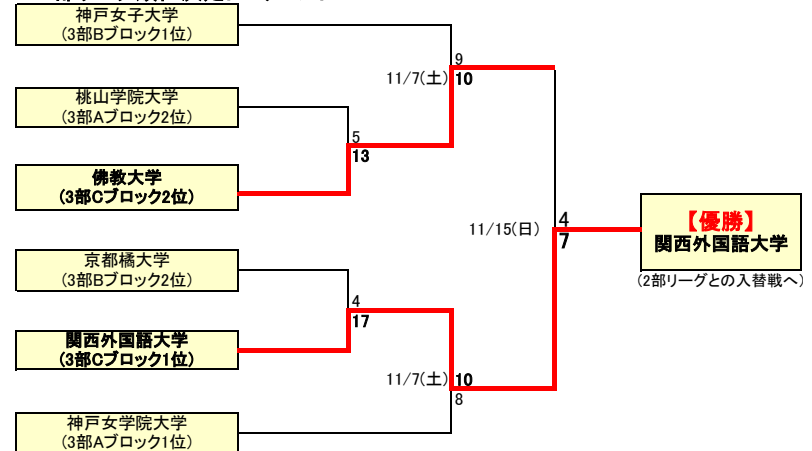 神戸女子大学
(3部Bブロック1位)
9
11/7(土)
10
桃山学院大学
(3部Aブロック2位)
5
13
佛教大学
(3部Cブロック2位)
11/15(日)
4
7
【優勝】
関西外国語大学
(2部リーグとの入替戦へ)
京都橘大学
(3部Bブロック2位)
4
17
関西外国語大学
(3部Cブロック1位)
11/7(土)
10
8
神戸女学院大学
(3部Aブロック1位)